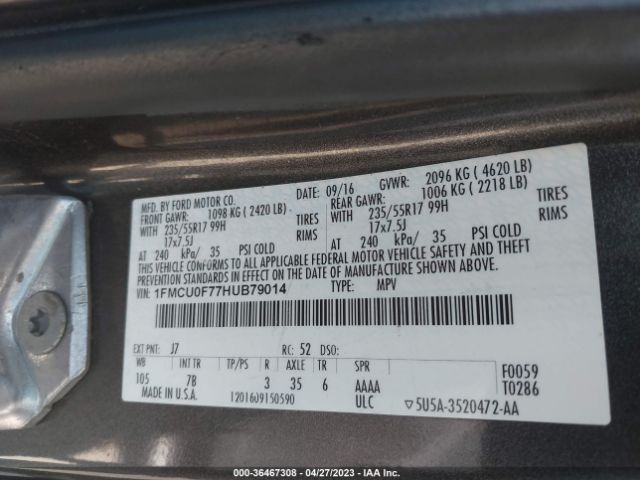 MFD. BY FORD MOTOR CO. DATE: 09/16 GVWR: 2096 KG ( 4620 LB)
FRONT GAWR: 1098 KG ( 2420 LB) REAR GAWR: 1006 KG ( 2218 LB)
WITH 235/55R17 99H TIRES WITH 235/55R17 99H TIRES
17x7.5J RIMS 17x7.5J RIMS
AT 240 kPa/ 35 PSI COLD AT 240 kPa/ 35 PSI COLD
THIS VEHICLE CONFORMS TO ALL APPLICABLE FEDERAL MOTOR VEHICLE SAFETY AND THEFT
PREVENTION STANDARDS IN EFFECT ON THE DATE OF MANUFACTURE SHOWN ABOVE.
VIN: 1FMCU0F77HUB79014 TYPE: MPV
EXT PNT: J7 RC: 52 DSO:
WB INT TR TP/PS R AXLE TR SPR F0059
105 7B 3 35 6 AAAA T0286
MADE IN U.S.A. 1201609150590 ULC ▽5U5A-3520472-AA
000-36467308 - 04/27/2023 - IAAI.com